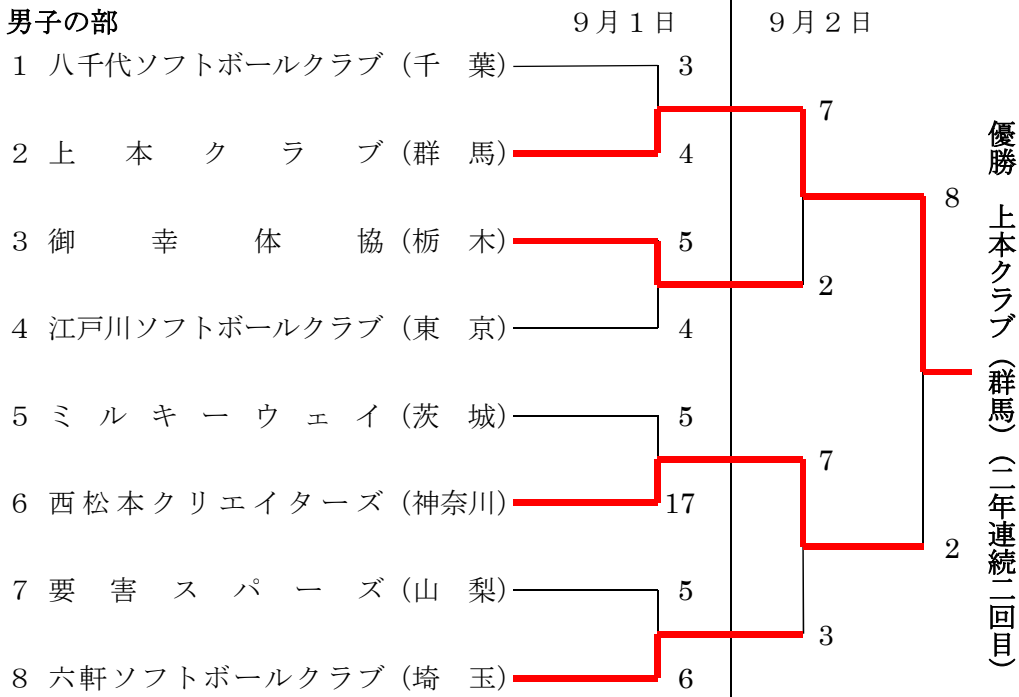 男子の部 9月1日 9月2日
1 八千代ソフトボールクラブ (千 葉) 3
7
2 上 本 ク ラ ブ (群 馬) 4
8
3 御 幸 体 協 (栃 木) 5
2
4 江戸川ソフトボールクラブ (東 京) 4
5 ミ ル キ ー ウ ェ イ (茨 城) 5
7
6 西松本クリエイターズ (神奈川) 17
2
7 要 害 ス パ ー ズ (山 梨) 5
3
8 六軒ソフトボールクラブ (埼 玉) 6
優勝 上本クラブ (群馬) (二年連続二回目)